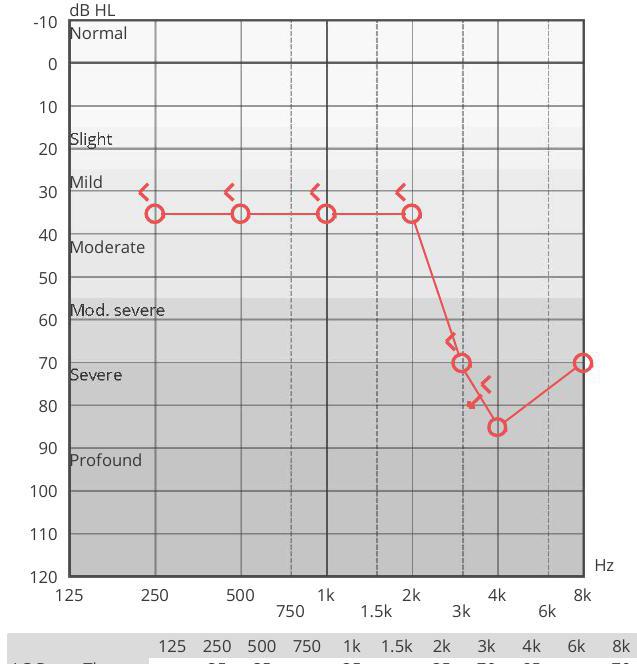 dB HL
-10
Normal
0
10
Slight
20
Mild
30
40
Moderate
50
Mod. severe
60
70
Severe
80
90
Profound
100
110
120
Hz
125 250 500 1k 2k 4k 8k
750 1.5k 3k 6k
125 250 500 750 1k 1.5k 2k 3k 4k 6k 8k